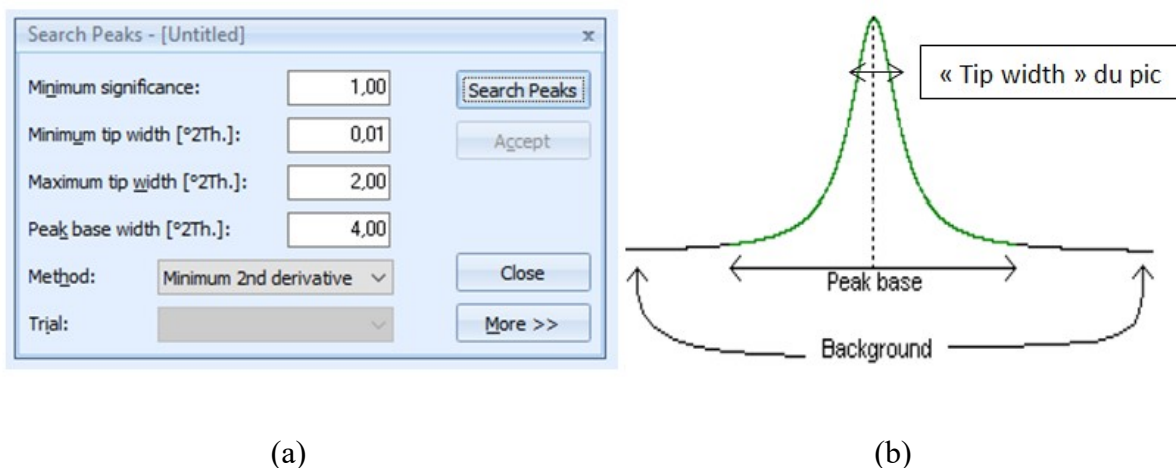 Search Peaks - [Untitled] x
Minimum significance: 1,00 Search Peaks
Minimum tip width [°2Th.]: 0,01 Accept
Maximum tip width [°2Th.]: 2,00
Peak base width [°2Th.]: 4,00
Method: Minimum 2nd derivative Close
Trial: More >>
« Tip width » du pic
Peak base
Background
(a) (b)